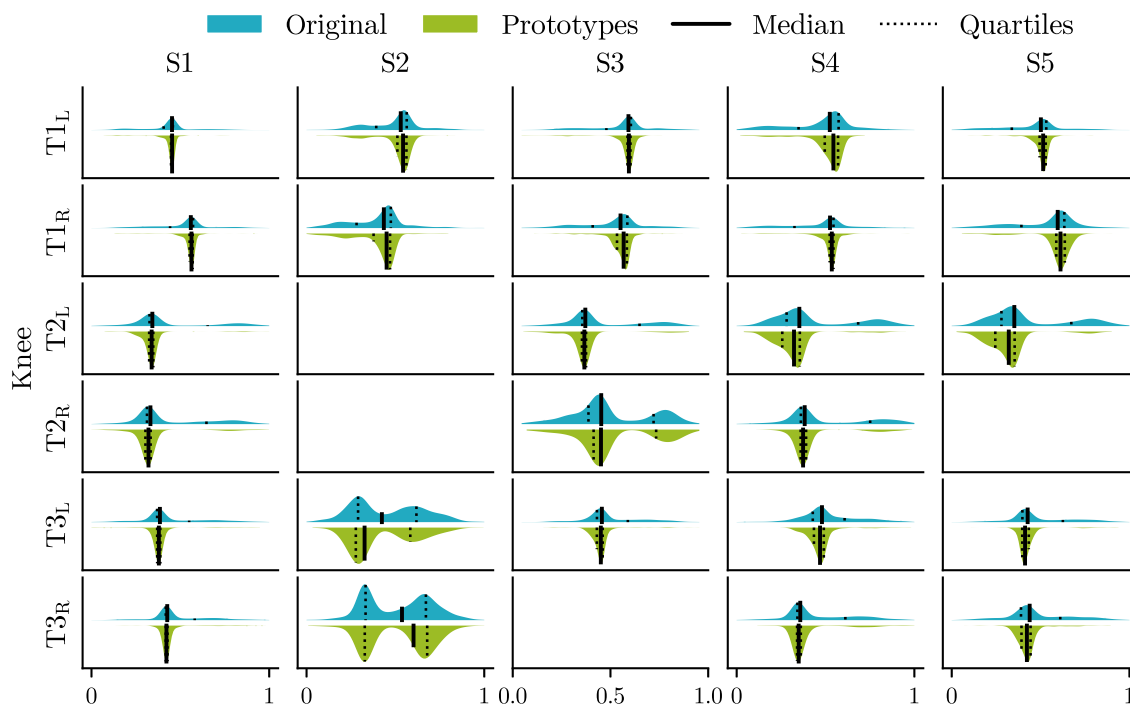 Original Prototypes Median Quartiles
S1 S2 S3 S4 S5
T1L
T1R
T2L
T2R
T3L
T3R
Knee
0 1 0 1 0.0 0.5 1.0 0 1 0 1